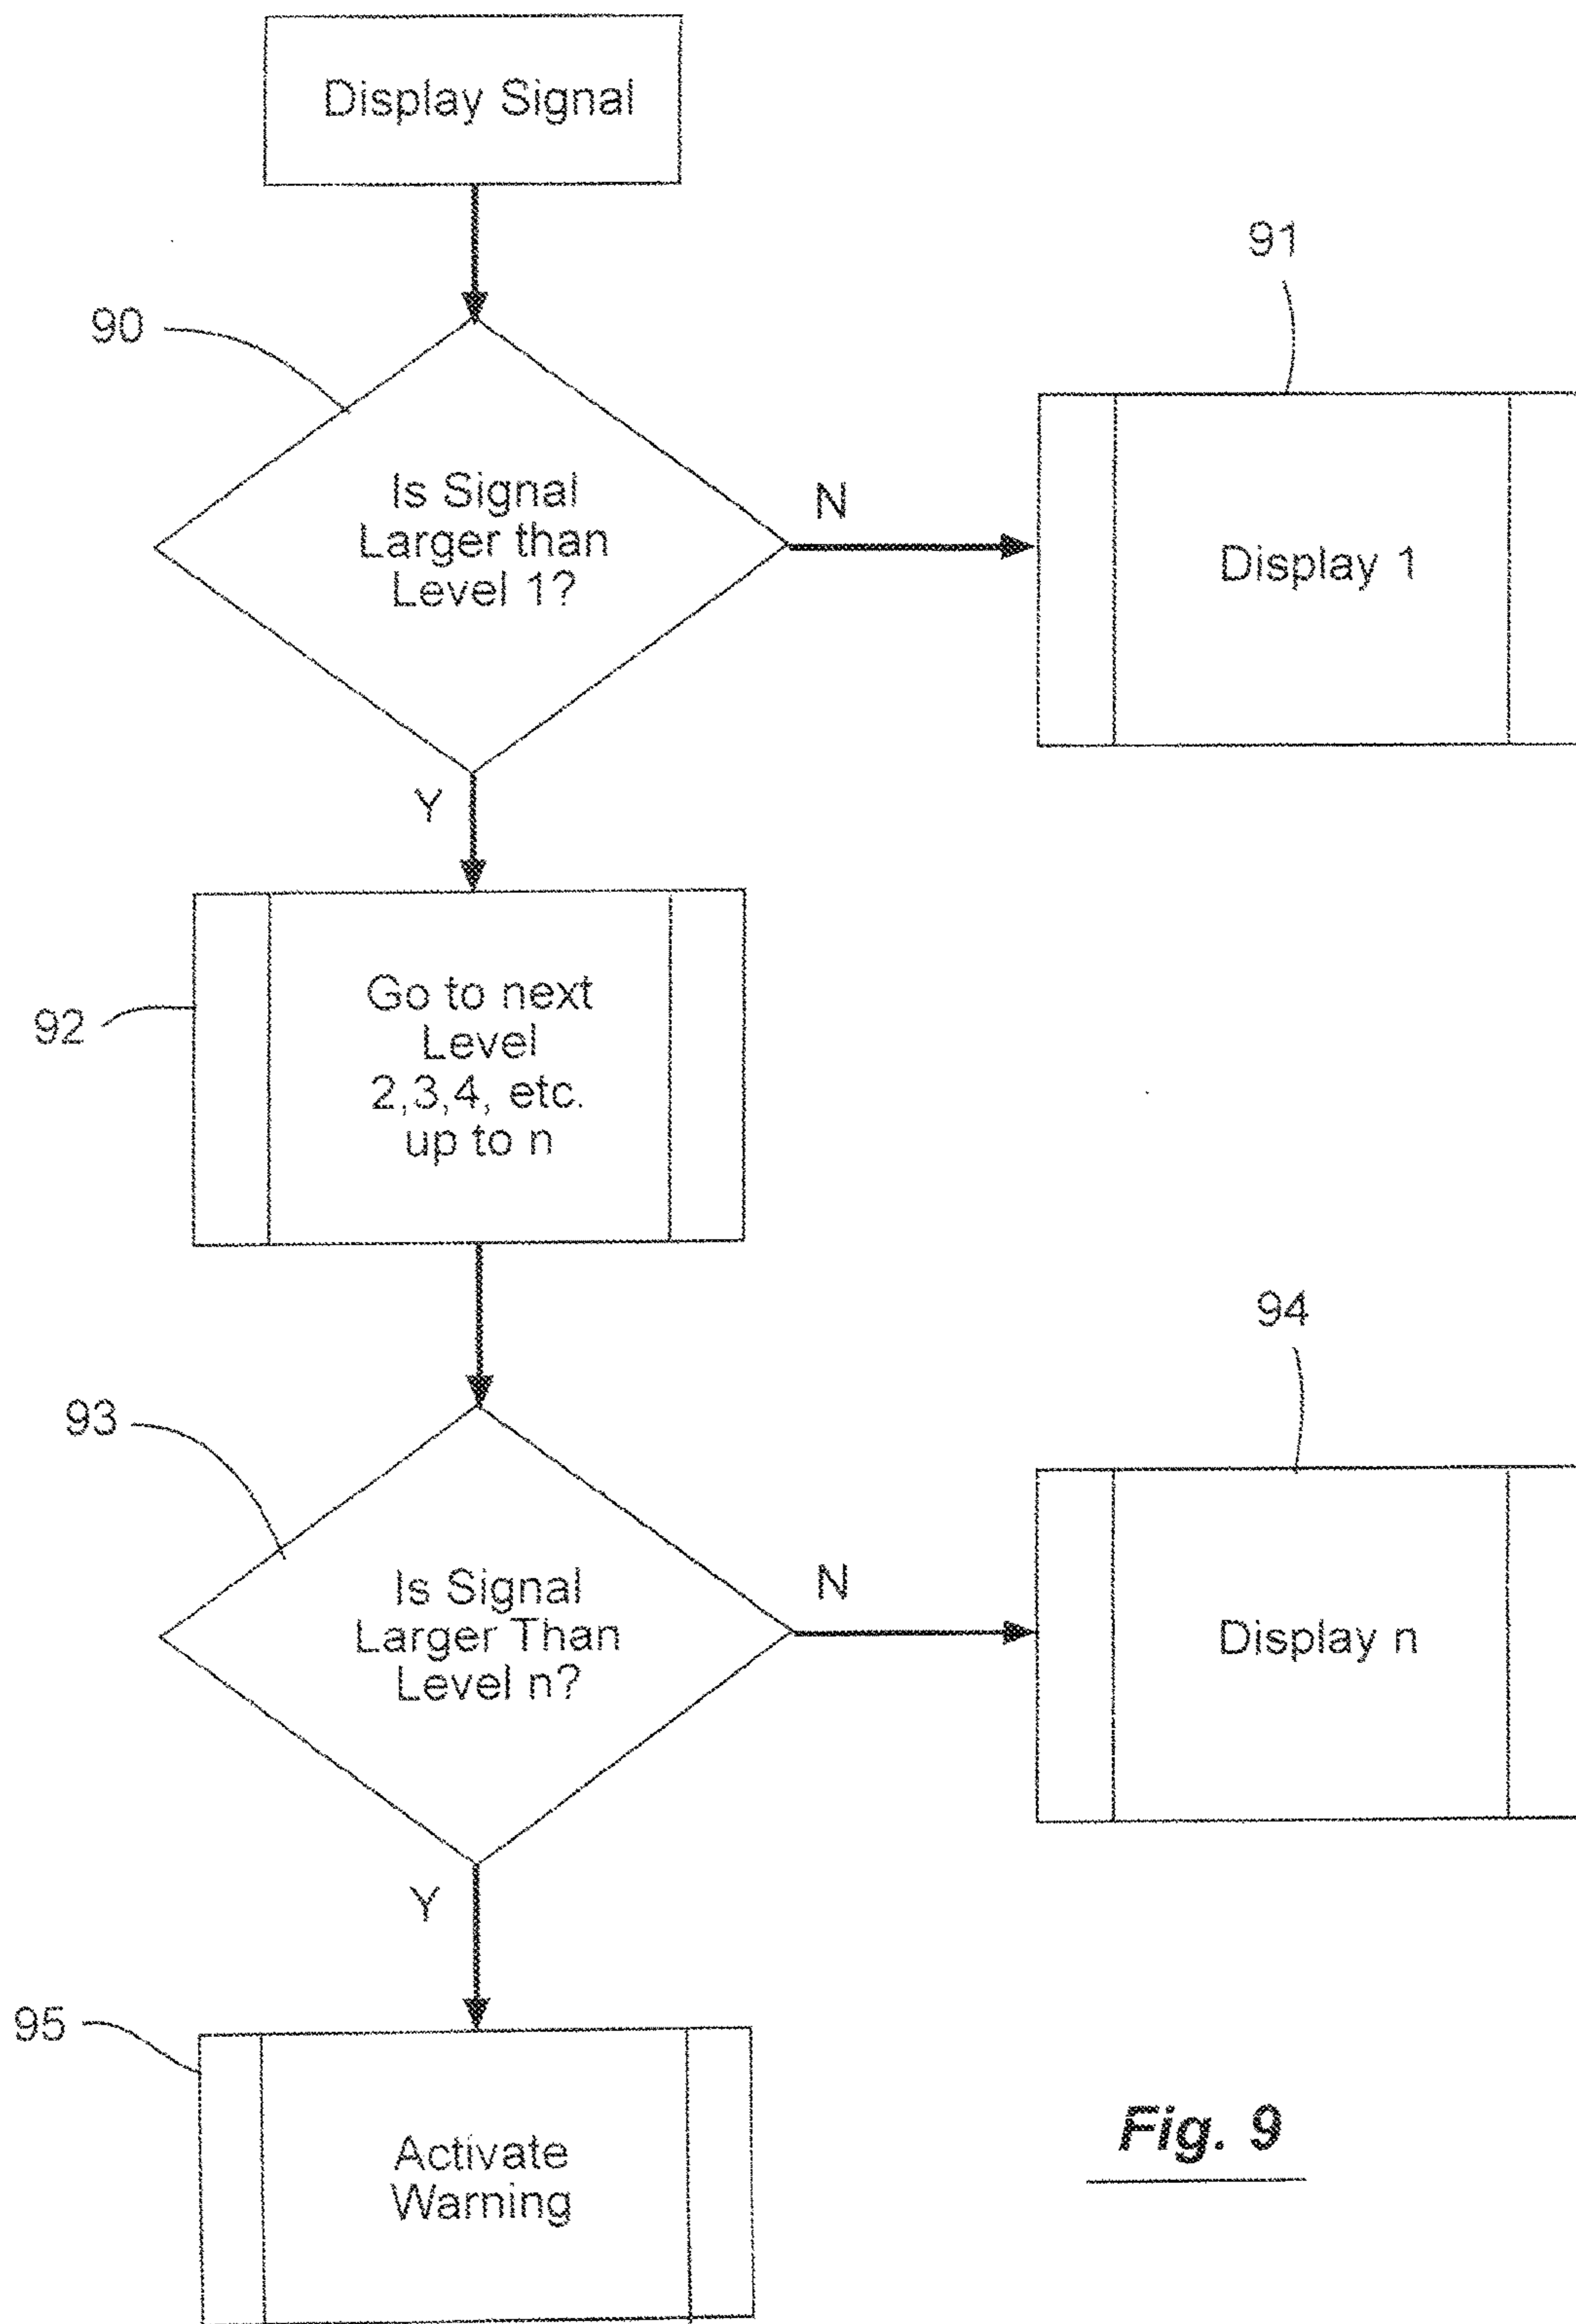 Display Signal
91
90
Is Signal
Larger than
Level 1?
N
Display 1
Y
92
Go to next
Level
2,3,4, etc.
up to n
94
93
Is Signal
Larger Than
Level n?
N
Display n
Y
95
Activate
Warning
Fig. 9